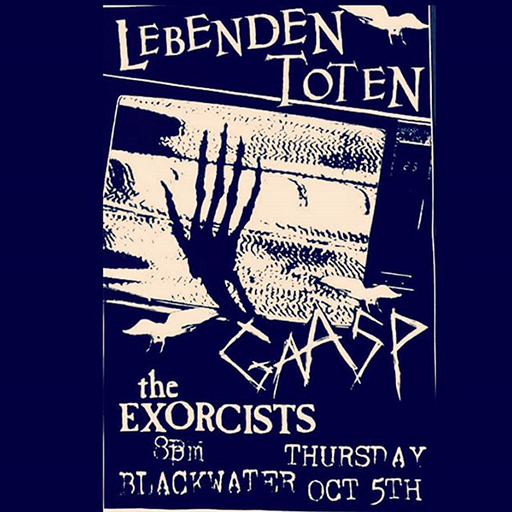 LEBENDEN
TOTEN
GAASP
the
EXORCISTS
8PM
THURSDAY
BLACKWATER
OCT 5TH